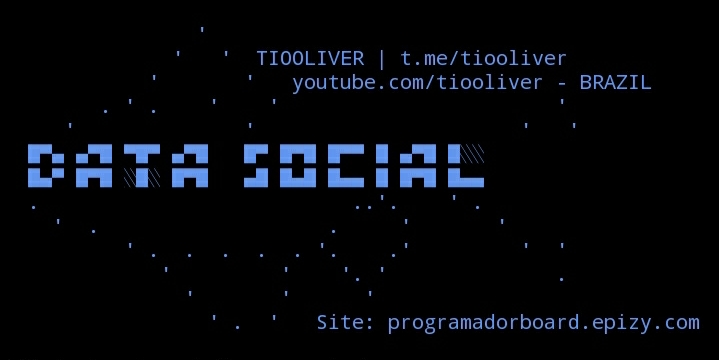 TIOOLIVER | t.me/tiooliver
youtube.com/tiooliver - BRAZIL
DATA SOCIAL
Site: programadorboard.epizy.com